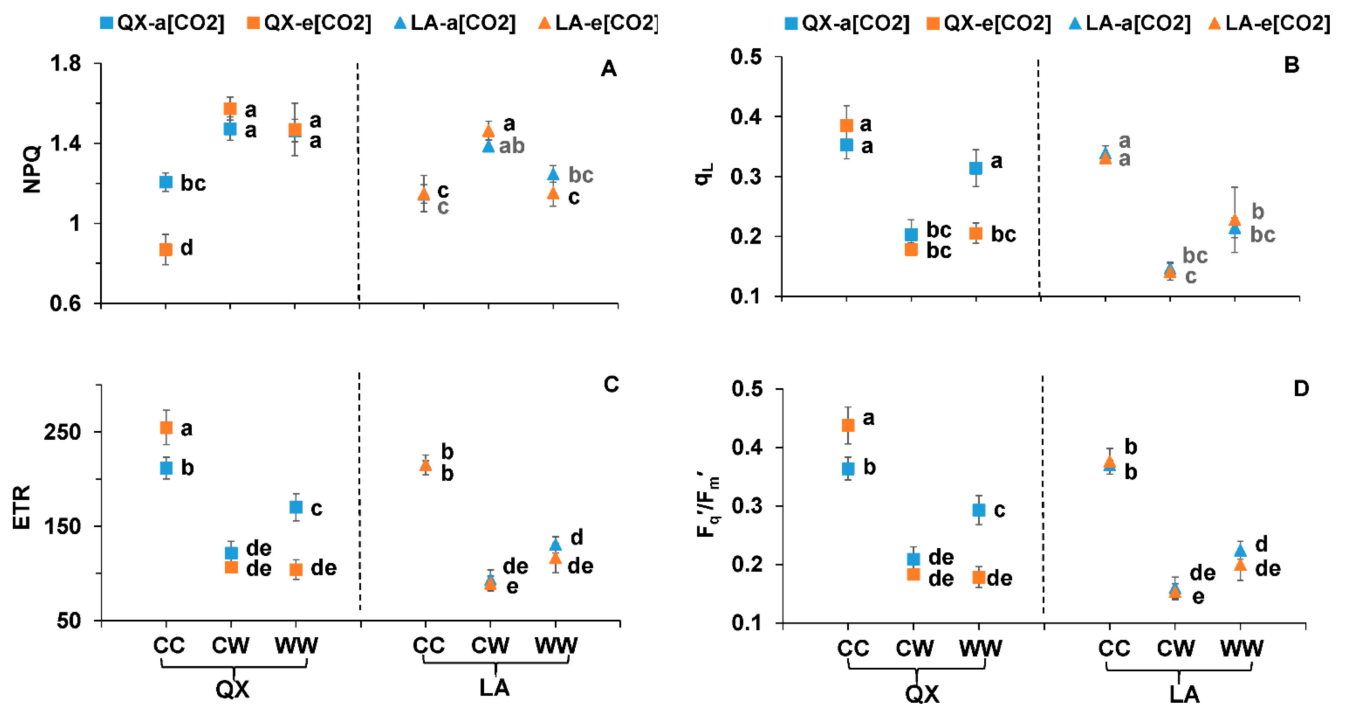 QX-a[CO2] QX-e[CO2] LA-a[CO2] LA-e[CO2]
QX-a[CO2] QX-e[CO2] LA-a[CO2] LA-e[CO2]
A
NPQ
1.8
1.4
1
0.6
bc
d
a
a
a
a
c
c
a
ab
bc
c
B
qL
0.5
0.4
0.3
0.2
0.1
a
a
bc
bc
a
bc
a
a
bc
c
b
bc
C
ETR
250
150
50
a
b
de
de
c
de
b
b
de
e
d
de
CC CW WW CC CW WW
QX LA
D
Fq′/Fm′
0.5
0.4
0.3
0.2
0.1
a
b
de
de
c
de
b
b
de
e
d
de
CC CW WW CC CW WW
QX LA